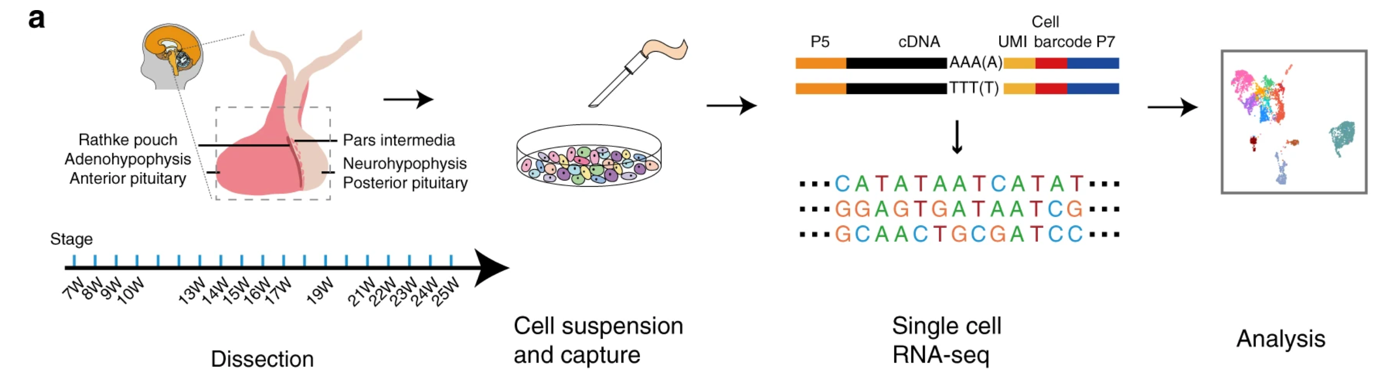 a
Rathke pouch
Adenohypophysis
Anterior pituitary
Pars intermedia
Neurohypophysis
Posterior pituitary
Stage
7W 8W 9W 10W 13W 14W 15W 16W 17W 19W 21W 22W 23W 24W 25W
Dissection
Cell suspension
and capture
Cell
P5 cDNA UMI barcode P7
AAA(A)
TTT(T)
···CATATAATCATAT···
···GGAGTGATAATCG···
···GCAACTGCGATCC···
Single cell
RNA-seq
Analysis